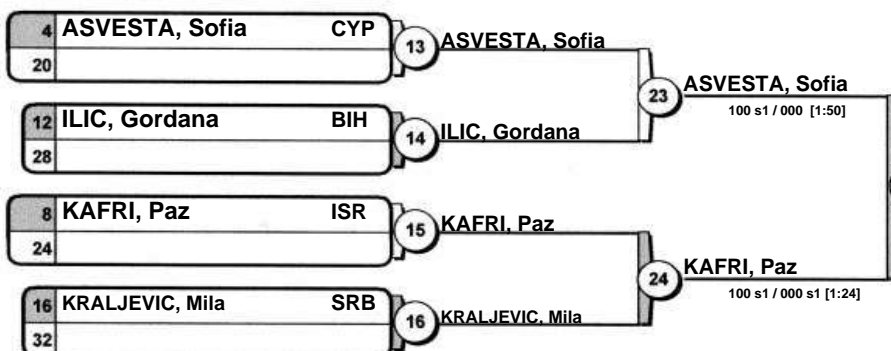 4 ASVESTA, Sofia CYP
20
13 ASVESTA, Sofia
12 ILIC, Gordana BIH
28
14 ILIC, Gordana
23 ASVESTA, Sofia
100 s1 / 000 [1:50]
8 KAFRI, Paz ISR
24
15 KAFRI, Paz
16 KRALJEVIC, Mila SRB
32
16 KRALJEVIC, Mila
24 KAFRI, Paz
100 s1 / 000 s1 [1:24]